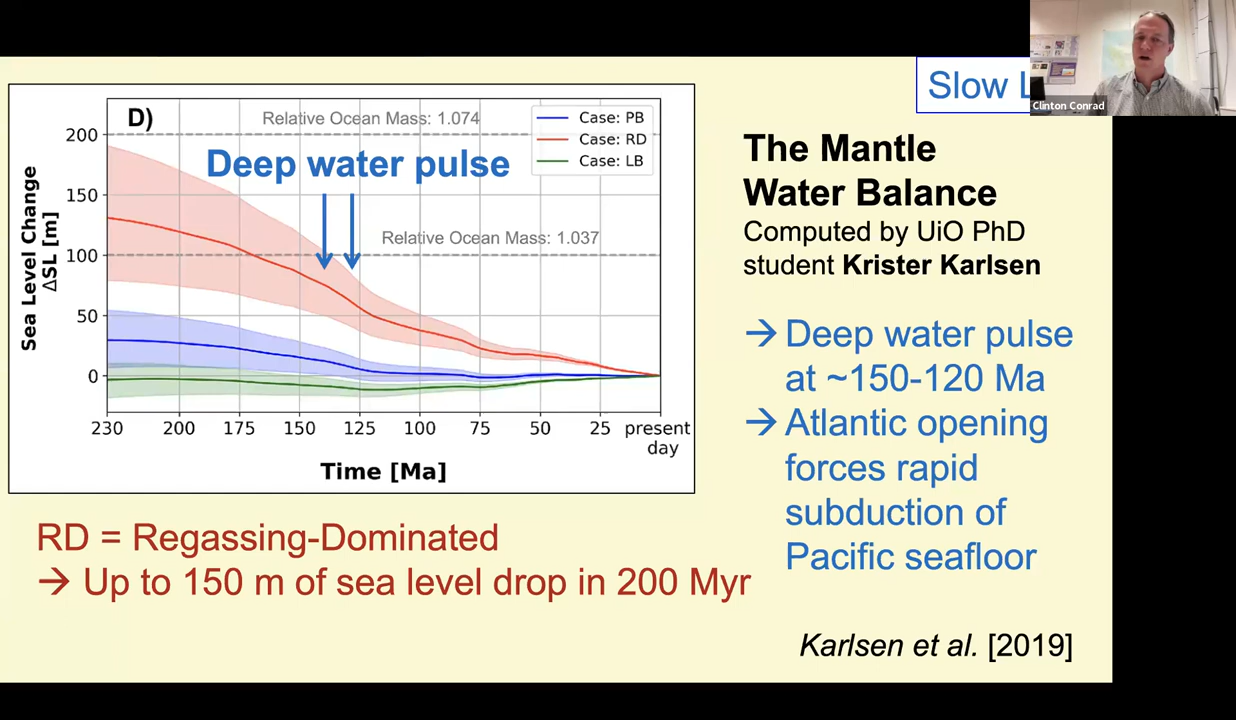 Clinton Conrad
Slow L
D)
Relative Ocean Mass: 1.074
Case: PB
Case: RD
Case: LB
Deep water pulse
Relative Ocean Mass: 1.037
Sea Level Change
ΔSL [m]
200
150
100
50
0
230
200
175
150
125
100
75
50
25
present
day
Time [Ma]
The Mantle
Water Balance
Computed by UiO PhD
student Krister Karlsen
→ Deep water pulse
at ~150-120 Ma
→ Atlantic opening
forces rapid
subduction of
Pacific seafloor
RD = Regassing-Dominated
→ Up to 150 m of sea level drop in 200 Myr
Karlsen et al. [2019]